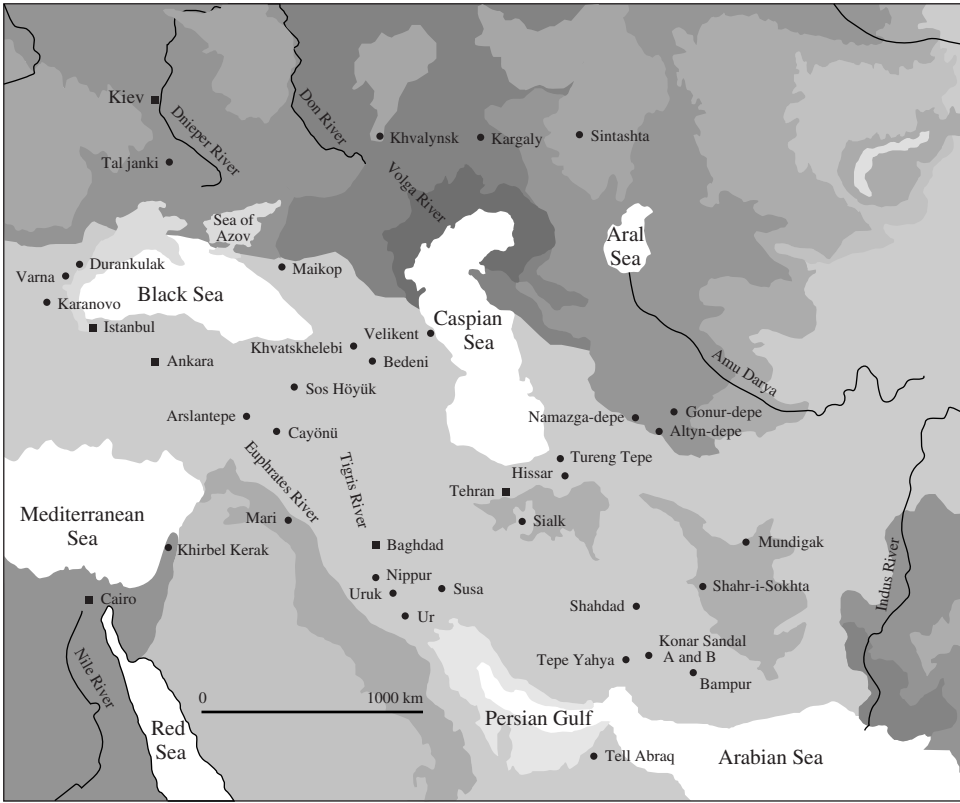 Kiev
Dnieper River
Don River
Khvalynsk
Kargaly
Sintashta
Tal janki
Volga River
Sea of
Azov
Aral
Sea
Durankulak
Varna
Maikop
Black Sea
Karanovo
Istanbul
Caspian
Sea
Velikent
Khvatskhelebi
Bedeni
Ankara
Amu Darya
Sos Höyük
Arslantepe
Cayönü
Namazga-depe
Gonur-depe
Altyn-depe
Euphrates River
Tigris River
Tureng Tepe
Hissar
Tehran
Mediterranean
Sea
Mari
Sialk
Khirbel Kerak
Baghdad
Mundigak
Indus River
Nippur
Uruk
Susa
Ur
Shahr-i-Sokhta
Shahdad
Cairo
Konar Sandal
A and B
Tepe Yahya
Bampur
Nile River
0 1000 km
Red
Sea
Persian Gulf
Tell Abraq
Arabian Sea